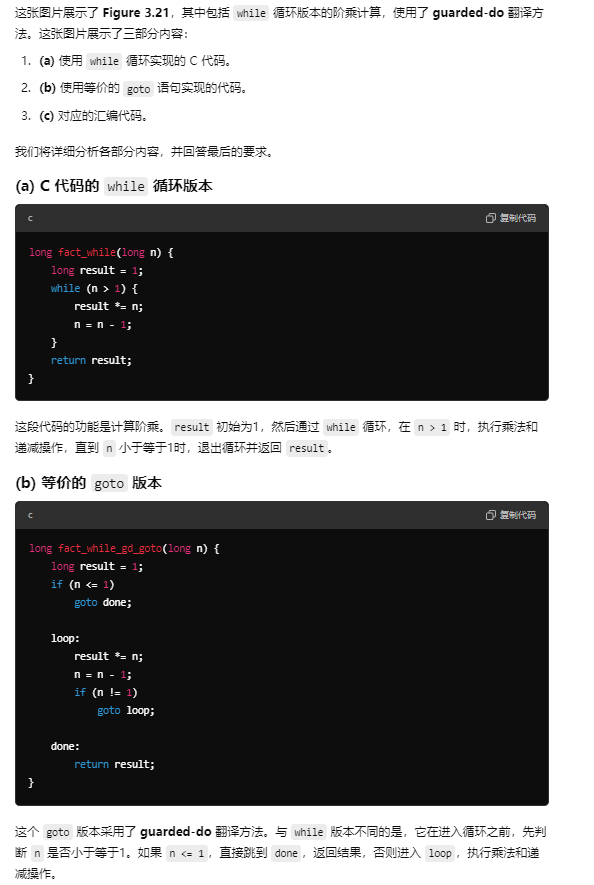 这张图片展示了 Figure 3.21，其中包括 while 循环版本的阶乘计算，使用了 guarded-do 翻译方
法。这张图片展示了三部分内容：
1. (a) 使用 while 循环实现的 C 代码。
2. (b) 使用等价的 goto 语句实现的代码。
3. (c) 对应的汇编代码。
我们将详细分析各部分内容，并回答最后的要求。
(a) C 代码的 while 循环版本
c 复制代码
long fact_while(long n) {
    long result = 1;
    while (n > 1) {
        result *= n;
        n = n - 1;
    }
    return result;
}
这段代码的功能是计算阶乘。result 初始为1，然后通过 while 循环，在 n > 1 时，执行乘法和
递减操作，直到 n 小于等于1时，退出循环并返回 result。
(b) 等价的 goto 版本
c 复制代码
long fact_while_gd_goto(long n) {
    long result = 1;
    if (n <= 1)
        goto done;
    loop:
        result *= n;
        n = n - 1;
        if (n != 1)
            goto loop;
    done:
        return result;
}
这个 goto 版本采用了 guarded-do 翻译方法。与 while 版本不同的是，它在进入循环之前，先判
断 n 是否小于等于1。如果 n <= 1，直接跳到 done，返回结果，否则进入 loop，执行乘法和递
减操作。